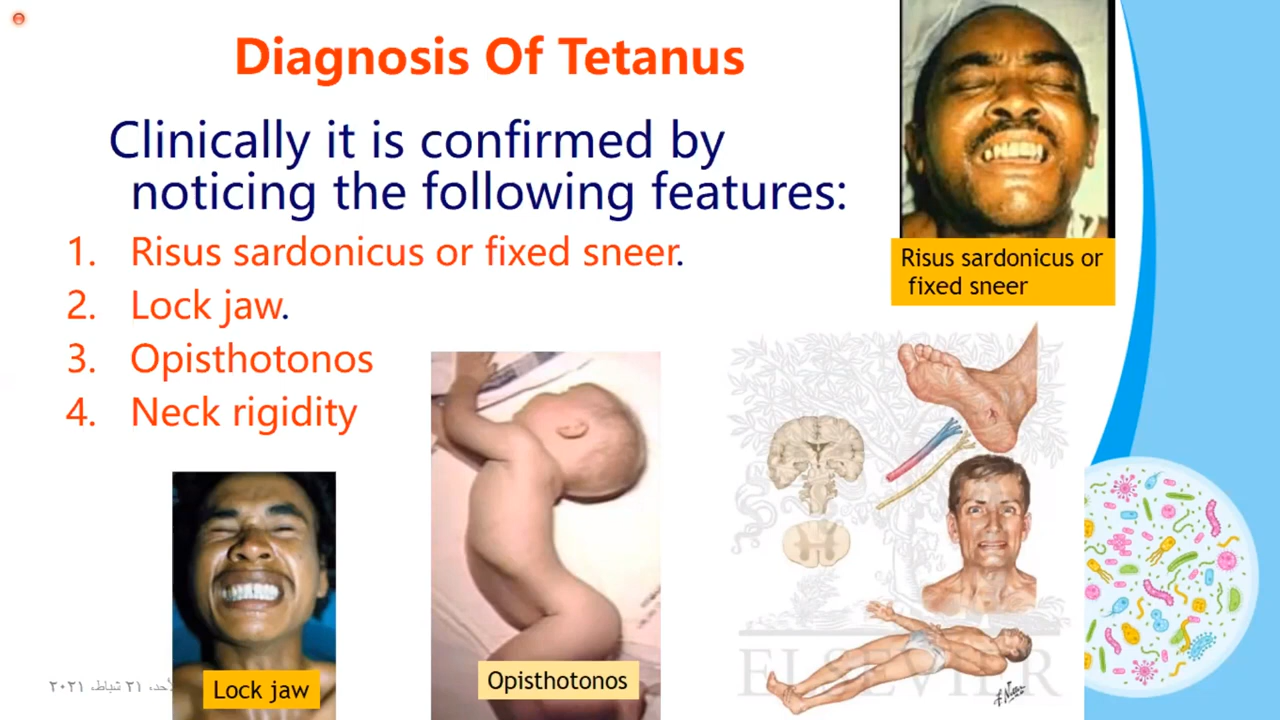 Diagnosis Of Tetanus
Clinically it is confirmed by
noticing the following features:
1. Risus sardonicus or fixed sneer.
2. Lock jaw.
3. Opisthotonos
4. Neck rigidity
Risus sardonicus or
fixed sneer
Lock jaw
Opisthotonos
ELSEVIER
٢١ شباط، ٢٠٢١